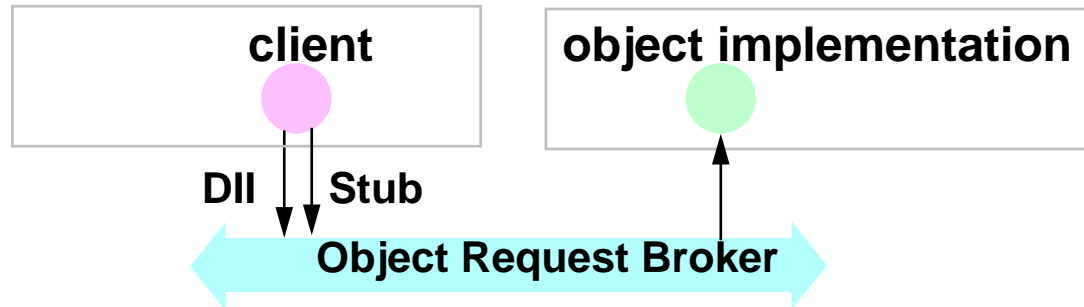 client
object implementation
DII
Stub
Object Request Broker